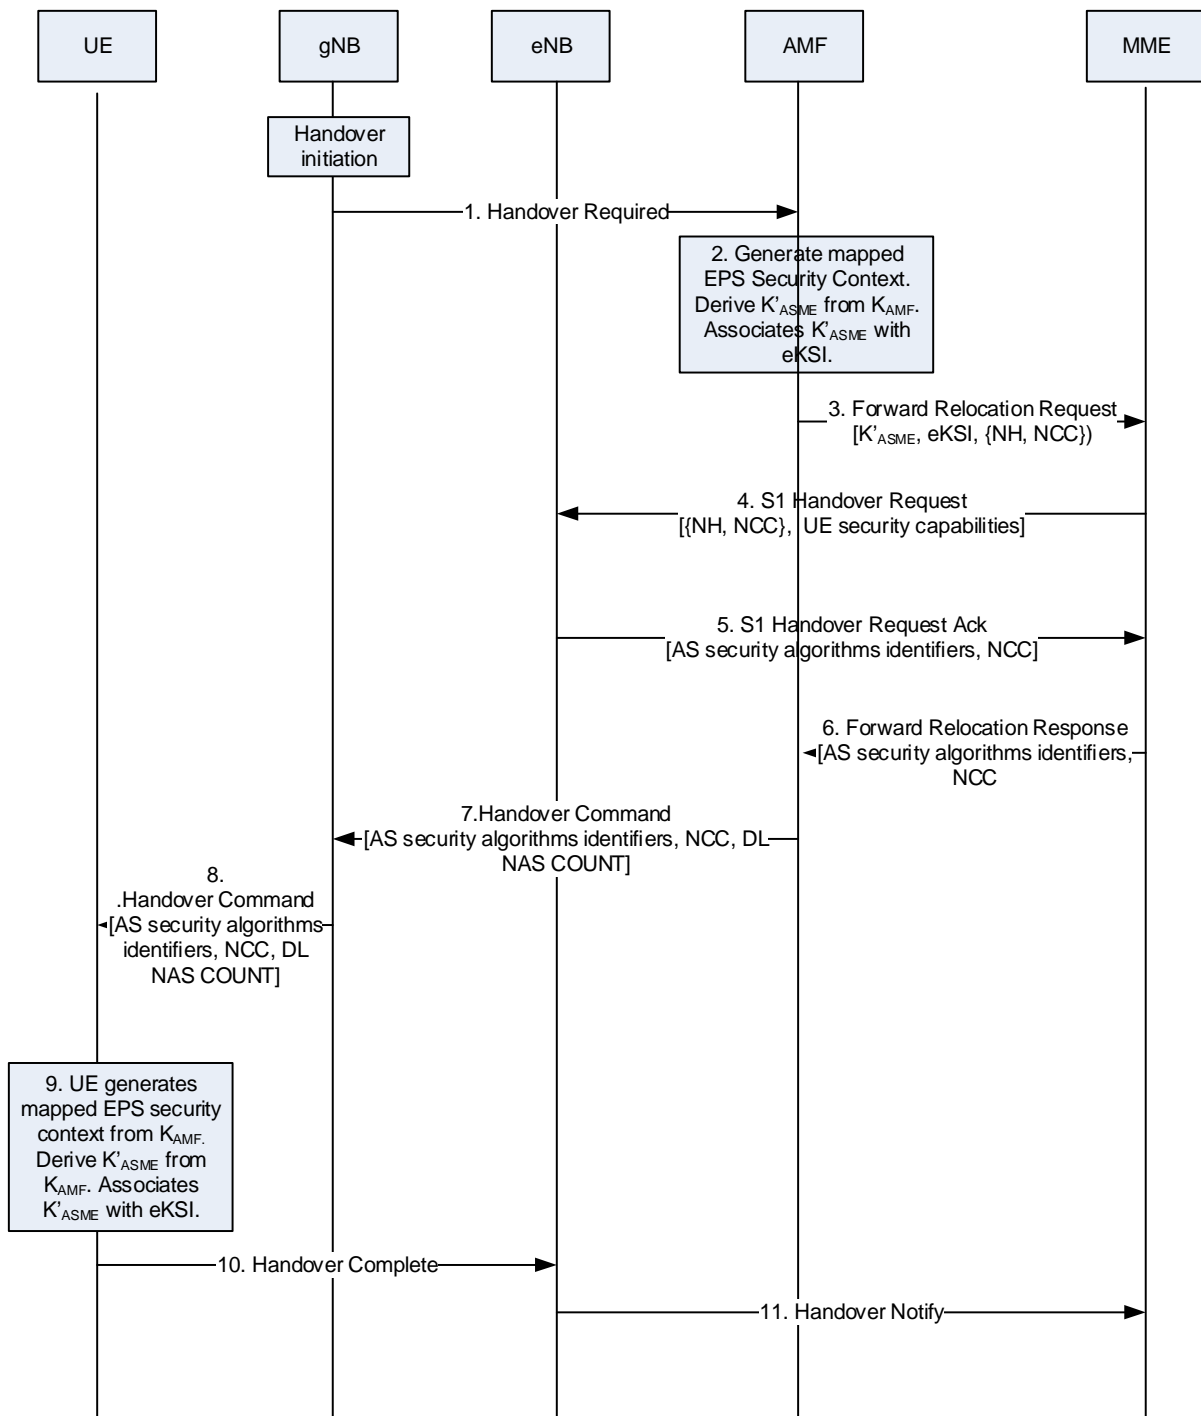 UE
gNB
eNB
AMF
MME
Handover
initiation
1. Handover Required
2. Generate mapped
EPS Security Context.
Derive K'ASME from KAMF.
Associates K'ASME with
eKSI.
3. Forward Relocation Request
[K'ASME, eKSI, {NH, NCC})
4. S1 Handover Request
[{NH, NCC}, UE security capabilities]
5. S1 Handover Request Ack
[AS security algorithms identifiers, NCC]
6. Forward Relocation Response
[AS security algorithms identifiers,
NCC
7.Handover Command
[AS security algorithms identifiers, NCC, DL
NAS COUNT]
8.
.Handover Command
[AS security algorithms
identifiers, NCC, DL
NAS COUNT]
9. UE generates
mapped EPS security
context from KAMF.
Derive K'ASME from
KAMF. Associates
K'ASME with eKSI.
10. Handover Complete
11. Handover Notify